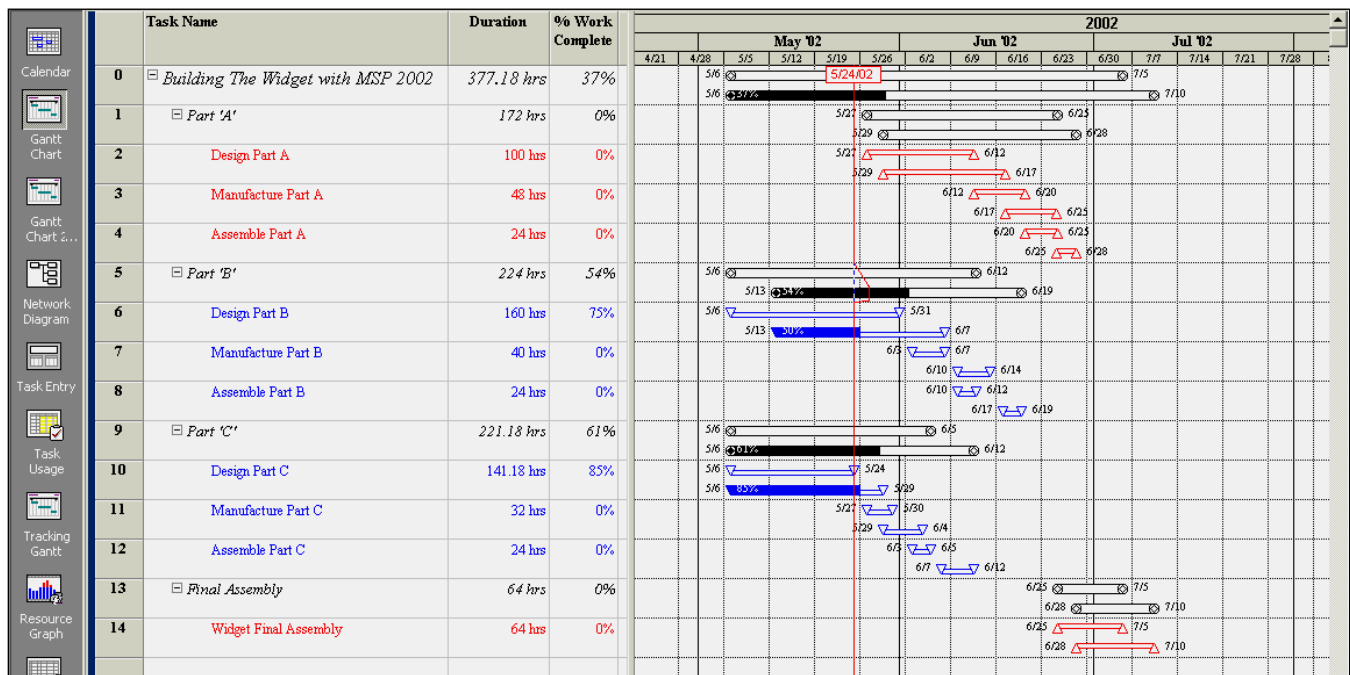 Task Name Duration % Work Complete
2002
May '02 Jun '02 Jul '02
4/21 4/28 5/5 5/12 5/19 5/26 6/2 6/9 6/16 6/23 6/30 7/7 7/14 7/21 7/28
5/24/02
Calendar
Gantt Chart
Gantt Chart 2...
Network Diagram
Task Entry
Task Usage
Tracking Gantt
Resource Graph
0 Building The Widget with MSP 2002 377.18 hrs 37%
5/6 7/5
5/6 37% 7/10
1 Part 'A' 172 hrs 0%
5/27 6/25
5/29 6/28
2 Design Part A 100 hrs 0%
5/27 6/12
5/29 6/17
3 Manufacture Part A 48 hrs 0%
6/12 6/20
6/17 6/25
4 Assemble Part A 24 hrs 0%
6/20 6/25
6/25 6/28
5 Part 'B' 224 hrs 54%
5/6 6/12
5/13 54% 6/19
6 Design Part B 160 hrs 75%
5/6 5/31
5/13 50% 6/7
7 Manufacture Part B 40 hrs 0%
6/3 6/7
6/10 6/14
8 Assemble Part B 24 hrs 0%
6/10 6/12
6/17 6/19
9 Part 'C' 221.18 hrs 61%
5/6 6/5
5/6 61% 6/12
10 Design Part C 141.18 hrs 85%
5/6 5/24
5/6 85% 5/29
11 Manufacture Part C 32 hrs 0%
5/27 5/30
5/29 6/4
12 Assemble Part C 24 hrs 0%
6/3 6/5
6/7 6/12
13 Final Assembly 64 hrs 0%
6/25 7/5
6/28 7/10
14 Widget Final Assembly 64 hrs 0%
6/25 7/5
6/28 7/10